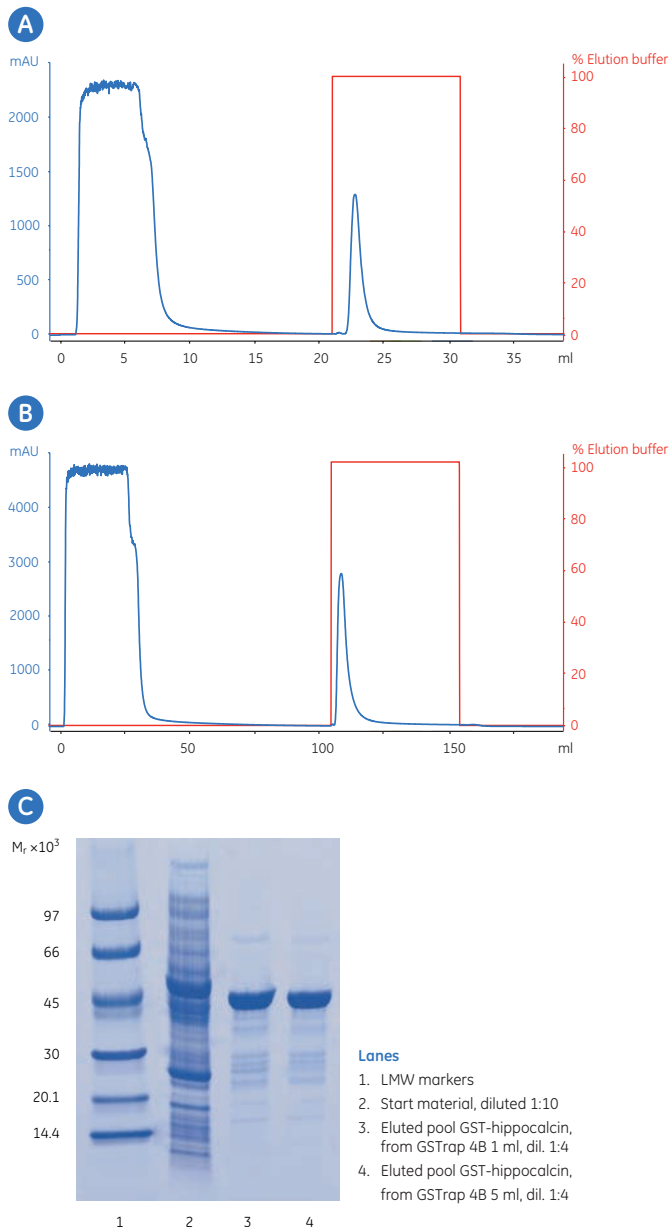 A
mAU
% Elution buffer
2000
1500
1000
500
0
100
80
60
40
20
0
0 5 10 15 20 25 30 35 ml
B
mAU
% Elution buffer
4000
3000
2000
1000
0
100
80
60
40
20
0
0 50 100 150 ml
C
Mr ×10³
97
66
45
30
20.1
14.4
1 2 3 4
Lanes
1. LMW markers
2. Start material, diluted 1:10
3. Eluted pool GST-hippocalcin,
from GSTrap 4B 1 ml, dil. 1:4
4. Eluted pool GST-hippocalcin,
from GSTrap 4B 5 ml, dil. 1:4